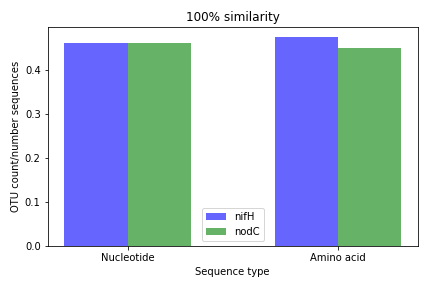 100% similarity
OTU count/number sequences
0.4
0.3
0.2
0.1
0.0
nifH
nodC
Nucleotide
Amino acid
Sequence type